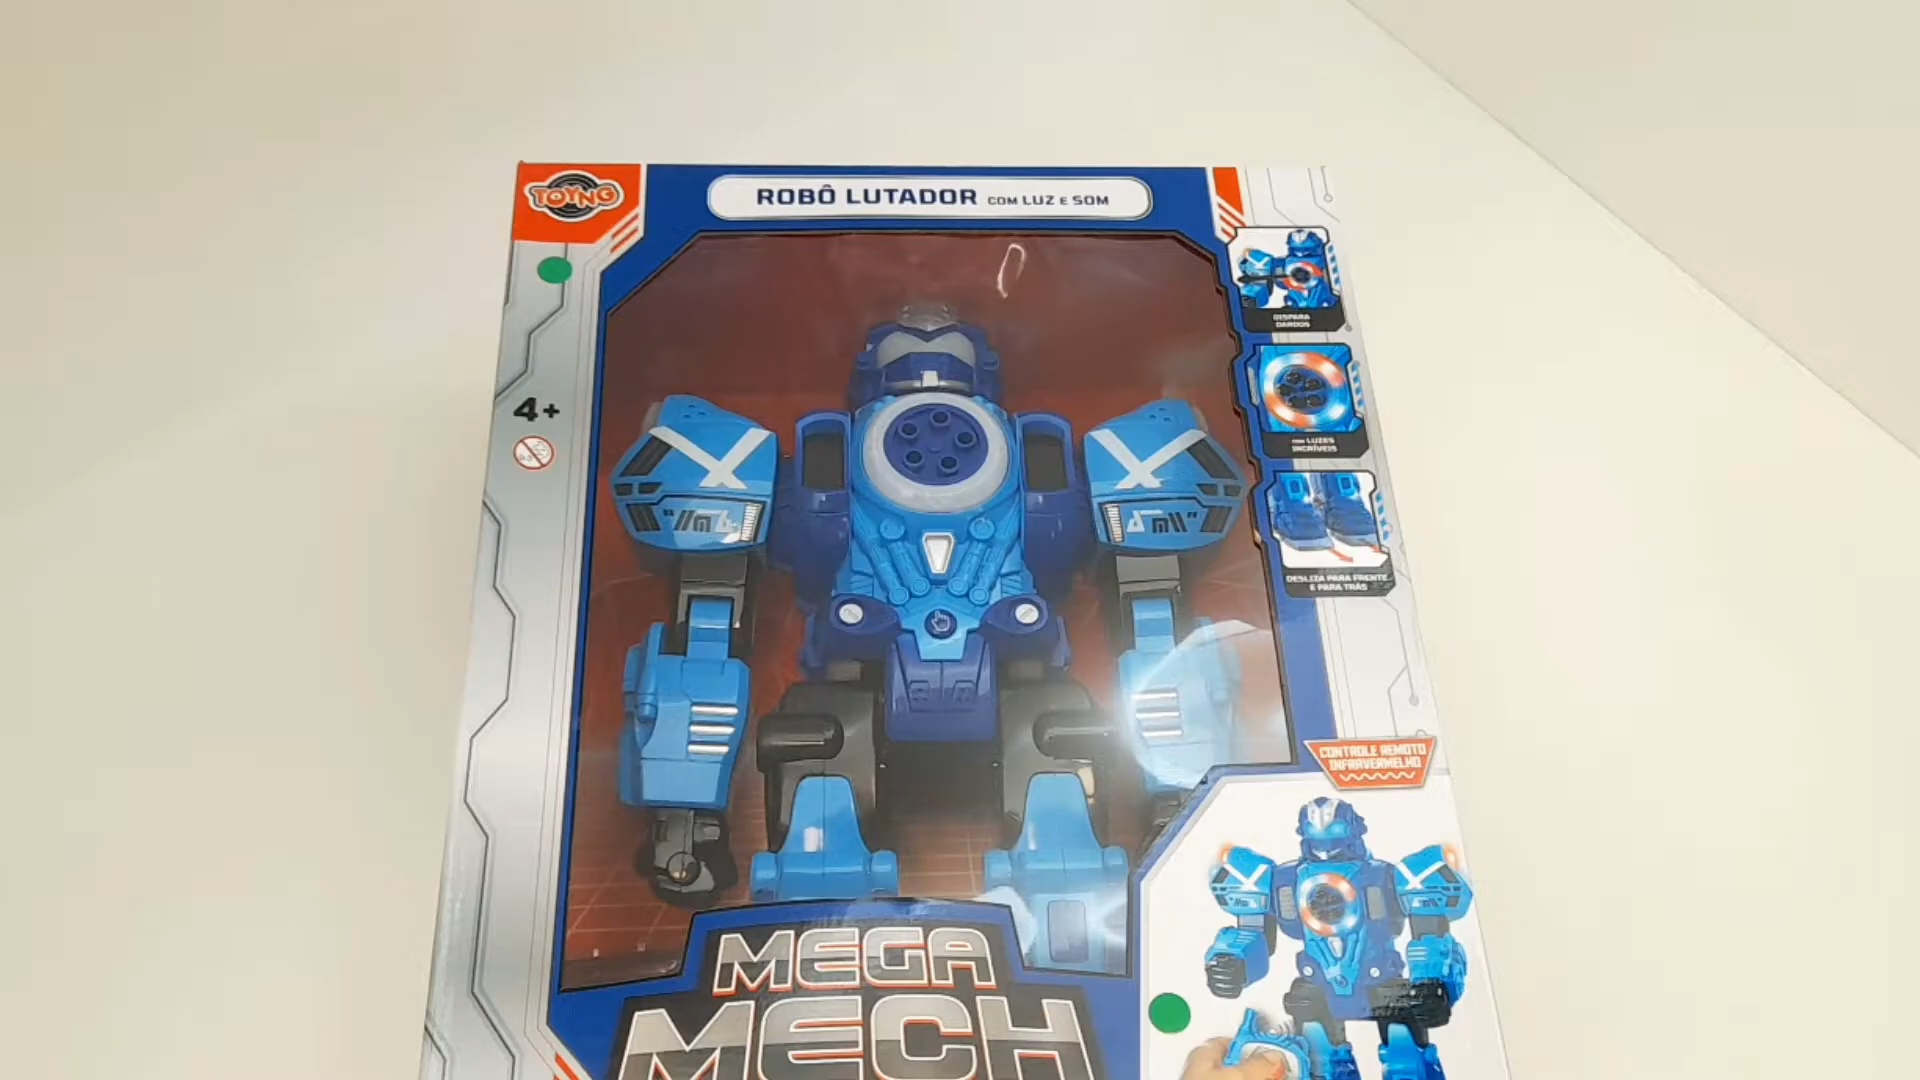 TOYNG
ROBÔ LUTADOR COM LUZ E SOM
DISPARA
DARDOS
4+
COM LUZES
INCRÍVEIS
DESLIZA PARA FRENTE
E PARA TRÁS
CONTROLE REMOTO
INFRAVERMELHO
MEGA
MECH